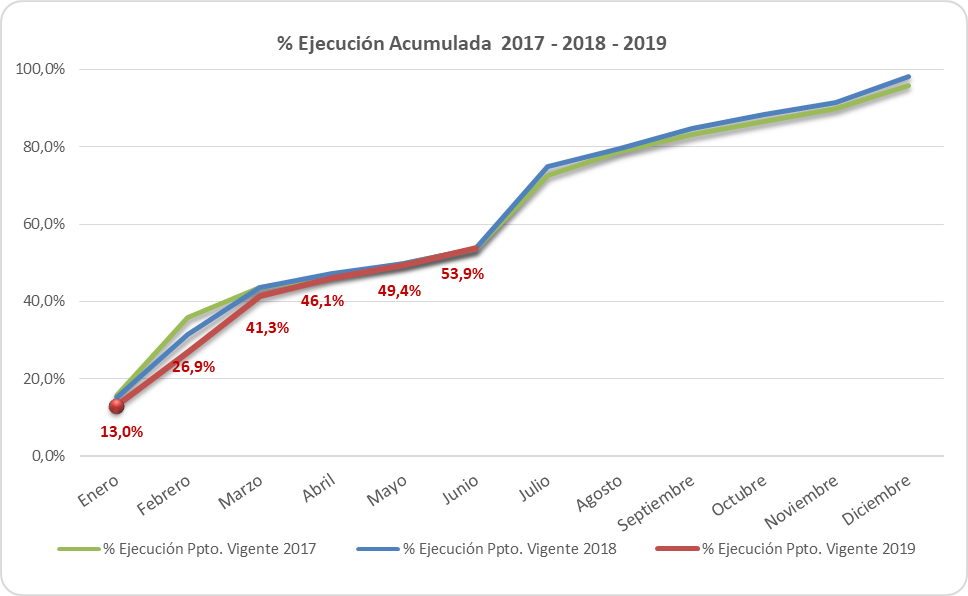 % Ejecución Acumulada 2017 - 2018 - 2019
100,0%
80,0%
60,0%
40,0%
20,0%
0,0%
13,0%
26,9%
41,3%
46,1%
49,4%
53,9%
Enero
Febrero
Marzo
Abril
Mayo
Junio
Julio
Agosto
Septiembre
Octubre
Noviembre
Diciembre
% Ejecución Ppto. Vigente 2017
% Ejecución Ppto. Vigente 2018
% Ejecución Ppto. Vigente 2019